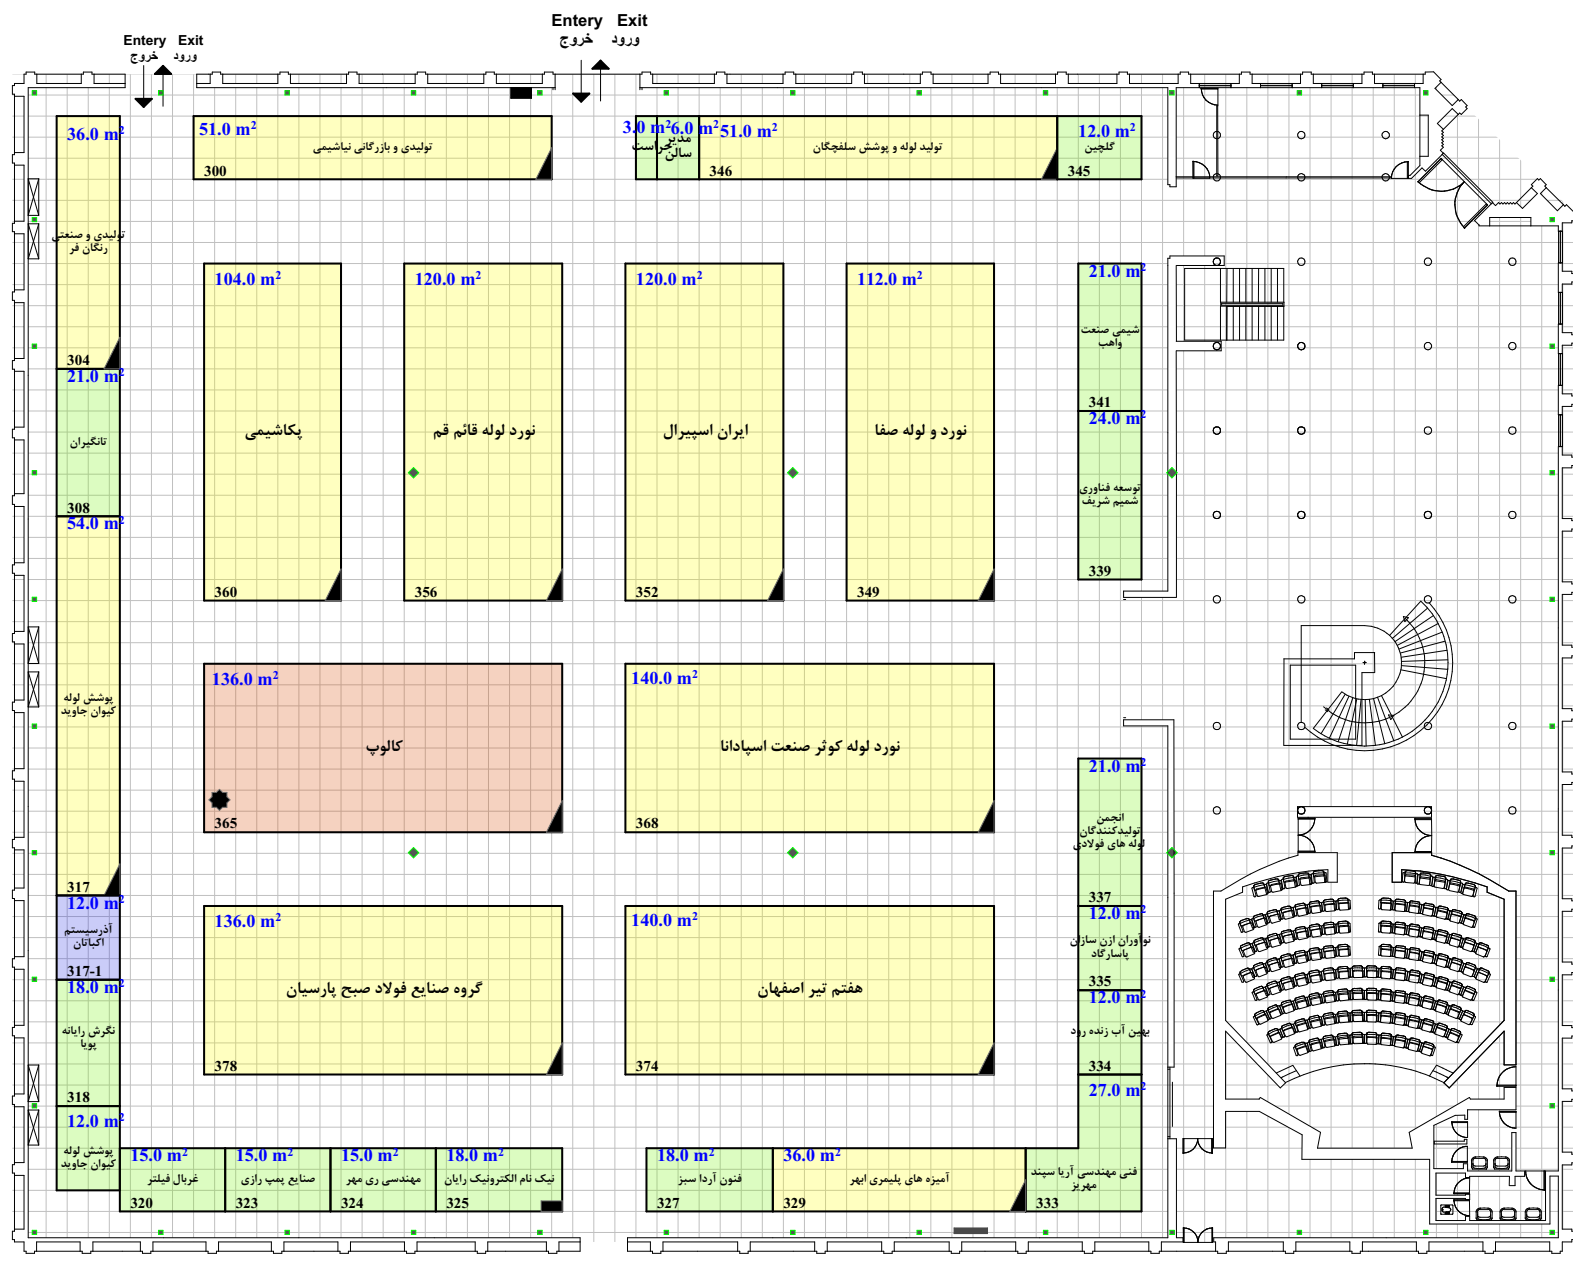 Entery Exit
خروج ورود
Entery Exit
خروج ورود
36.0 m²
تولیدی و صنعتی
رنگان فر
304
51.0 m²
تولیدی و بازرگانی نیاشیمی
300
3.0 m²
حراست
6.0 m²
مدیر
سالن
51.0 m²
تولید لوله و پوشش سلفچگان
346
12.0 m²
گلچین
345
21.0 m²
تانگیران
308
104.0 m²
پکاشیمی
360
120.0 m²
نورد لوله قائم قم
356
120.0 m²
ایران اسپیرال
352
112.0 m²
نورد و لوله صفا
349
21.0 m²
شیمی صنعت
واهب
341
24.0 m²
توسعه فناوری
شمیم شریف
339
54.0 m²
پوشش لوله
کیوان جاوید
317
136.0 m²
کالوپ
365
140.0 m²
نورد لوله کوثر صنعت اسپادانا
368
21.0 m²
انجمن
تولیدکنندگان
لوله های فولادی
337
12.0 m²
آذرسیستم
اکباتان
317-1
136.0 m²
گروه صنایع فولاد صبح پارسیان
378
140.0 m²
هفتم تیر اصفهان
374
12.0 m²
نوآوران ازن سازان
پاسارگاد
335
12.0 m²
بهین آب زنده رود
334
18.0 m²
نگرش رایانه
پویا
318
12.0 m²
پوشش لوله
کیوان جاوید
15.0 m²
غربال فیلتر
320
15.0 m²
صنایع پمپ رازی
323
15.0 m²
مهندسی ری مهر
324
18.0 m²
نیک نام الکترونیک رایان
325
18.0 m²
فنون آردا سبز
327
36.0 m²
آمیزه های پلیمری ابهر
329
27.0 m²
فنی مهندسی آریا سپند
مهریز
333